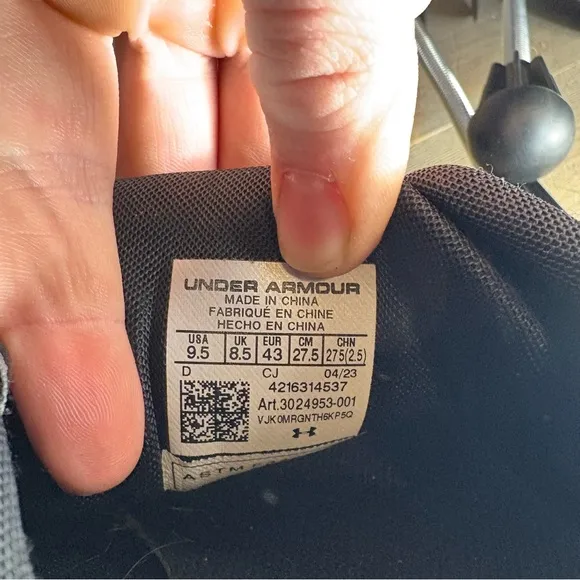 UNDER ARMOUR
MADE IN CHINA
FABRIQUÉ EN CHINE
HECHO EN CHINA
USA UK EUR CM CHN
9.5 8.5 43 27.5 275(2.5)
D CJ 04/23
4216314537
Art.3024953-001
VJK0MRGNTH6KP5Q
ASTM